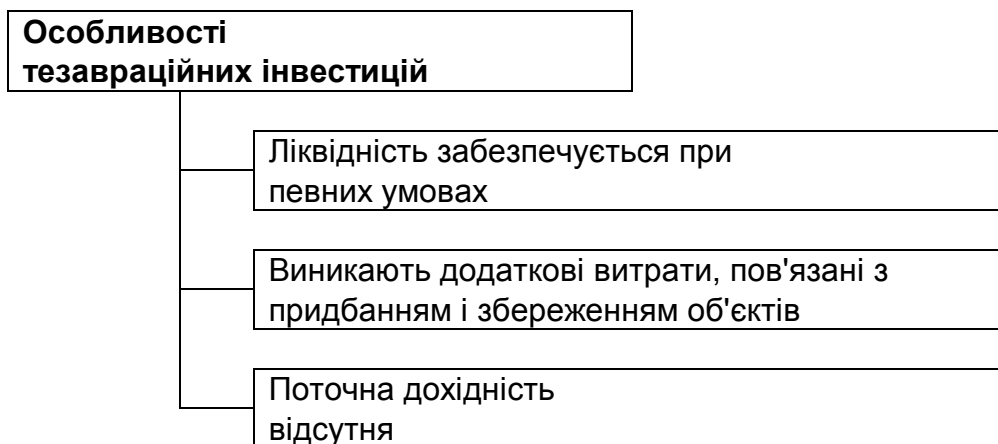 Особливості
тезавраційних інвестицій
Ліквідність забезпечується при
певних умовах
Виникають додаткові витрати, пов'язані з
придбанням і збереженням об'єктів
Поточна дохідність
відсутня